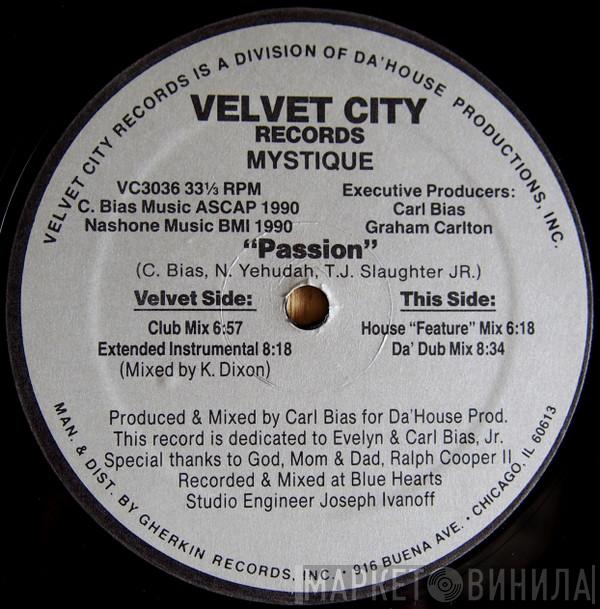 VELVET CITY RECORDS IS A DIVISION OF DA'HOUSE PRODUCTIONS, INC.
VELVET CITY
RECORDS
MYSTIQUE
VC3036 33⅓ RPM
C. Bias Music ASCAP 1990
Nashone Music BMI 1990
Executive Producers:
Carl Bias
Graham Carlton
"Passion"
(C. Bias, N. Yehudah, T.J. Slaughter JR.)
Velvet Side:
Club Mix 6:57
Extended Instrumental 8:18
(Mixed by K. Dixon)
This Side:
House "Feature" Mix 6:18
Da' Dub Mix 8:34
Produced & Mixed by Carl Bias for Da'House Prod.
This record is dedicated to Evelyn & Carl Bias, Jr.
Special thanks to God, Mom & Dad, Ralph Cooper II
Recorded & Mixed at Blue Hearts
Studio Engineer Joseph Ivanoff
MAN. & DIST. BY GHERKIN RECORDS, INC. • 916 BUENA AVE. • CHICAGO, IL 60613
МАРКЕТ ВИНИЛА